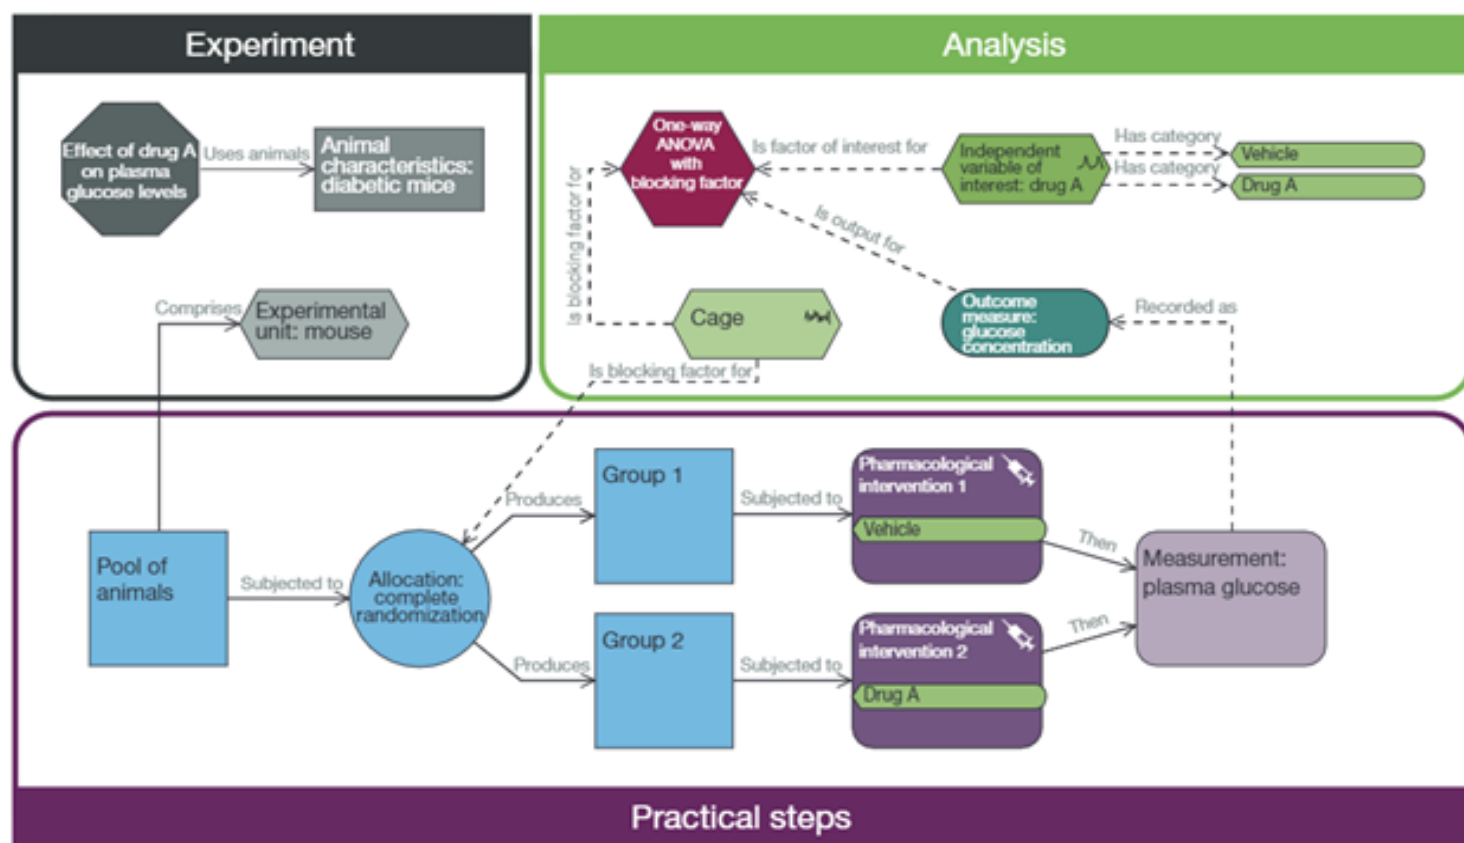 Experiment
Analysis
Effect of drug A
on plasma
glucose levels
Uses animals
Animal
characteristics:
diabetic mice
Comprises
Experimental
unit: mouse
One-way
ANOVA
with
blocking factor
Is factor of interest for
Independent
variable of
interest: drug A
Has category
Vehicle
Has category
Drug A
Is blocking factor for
Is output for
Cage
Outcome
measure:
glucose
concentration
Recorded as
Is blocking factor for
Pool of
animals
Subjected to
Allocation:
complete
randomization
Produces
Group 1
Subjected to
Pharmacological
intervention 1
Vehicle
Then
Produces
Group 2
Subjected to
Pharmacological
intervention 2
Drug A
Then
Measurement:
plasma glucose
Practical steps